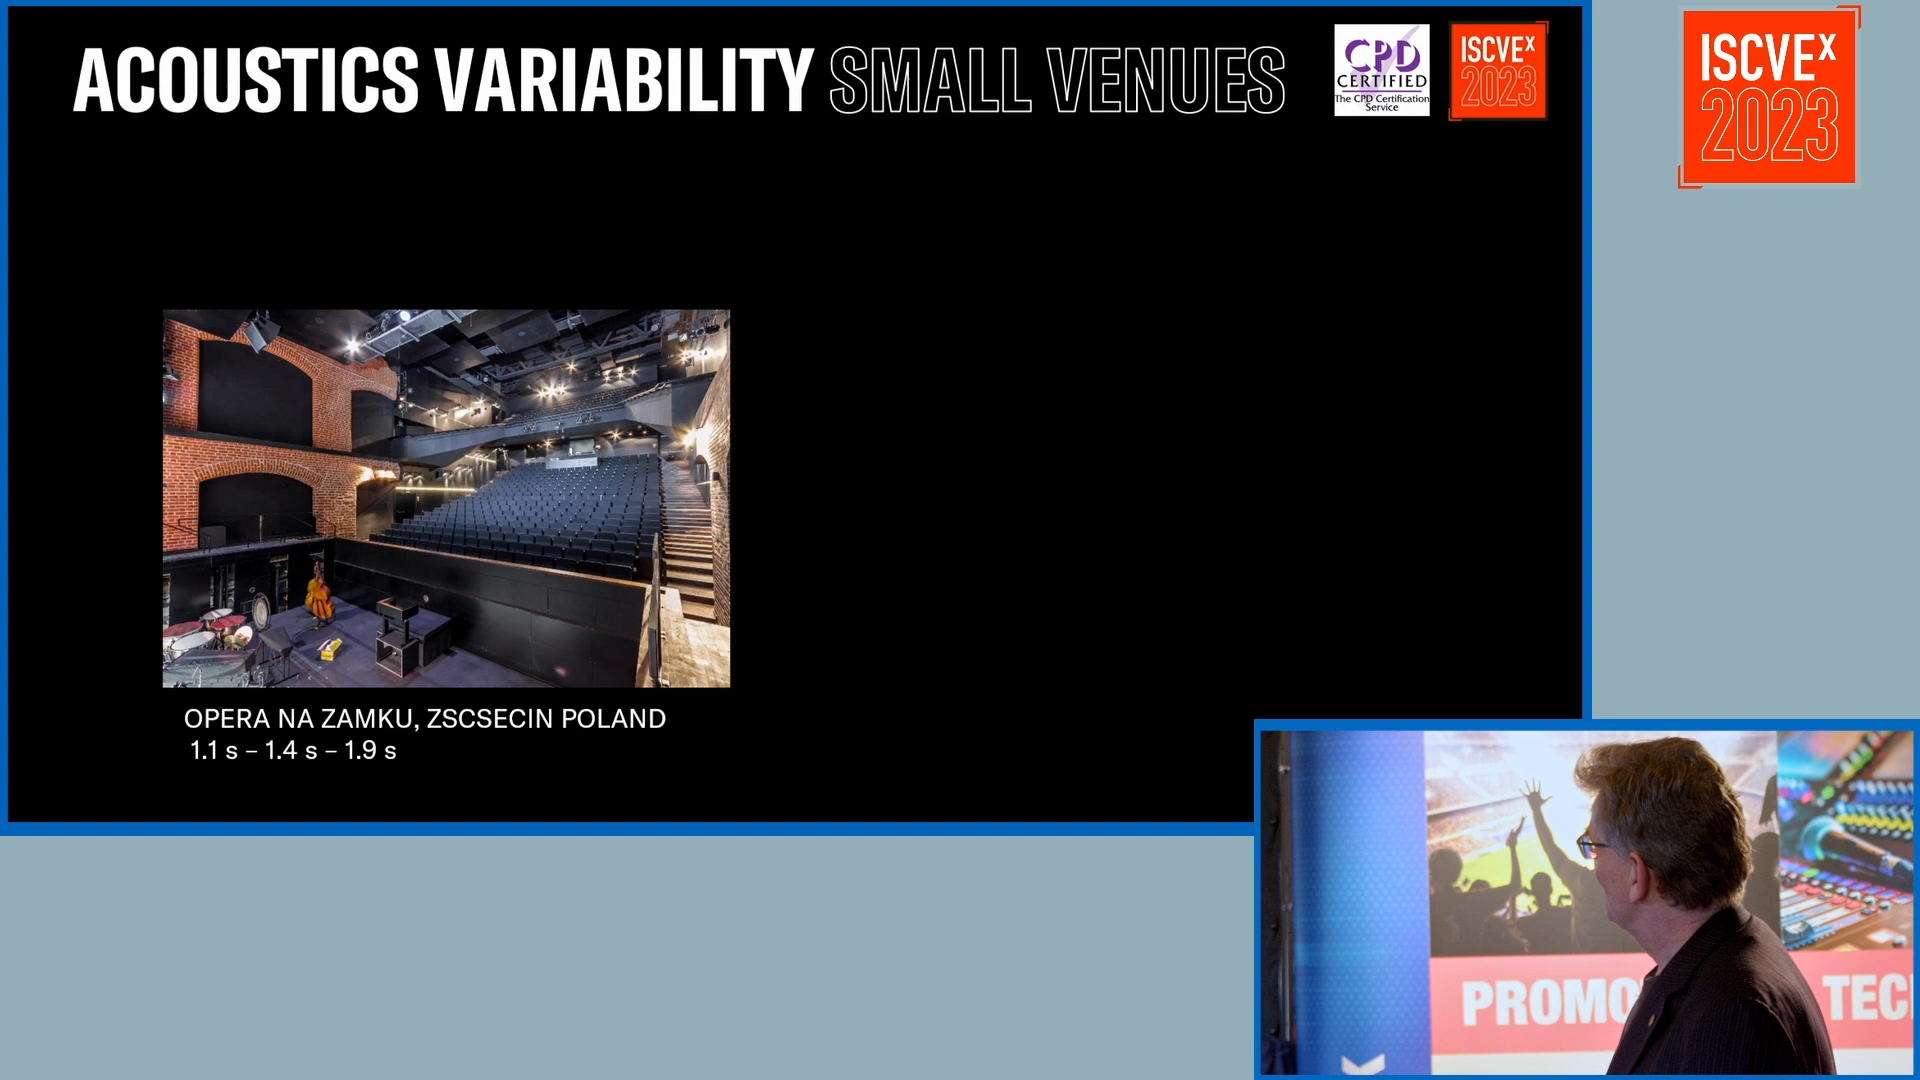 ACOUSTICS VARIABILITY SMALL VENUES
CPD
CERTIFIED
The CPD Certification
Service
ISCVEx
2023
ISCVEx
2023
OPERA NA ZAMKU, ZSCSECIN POLAND
1.1 s – 1.4 s – 1.9 s
PROMO
TEC